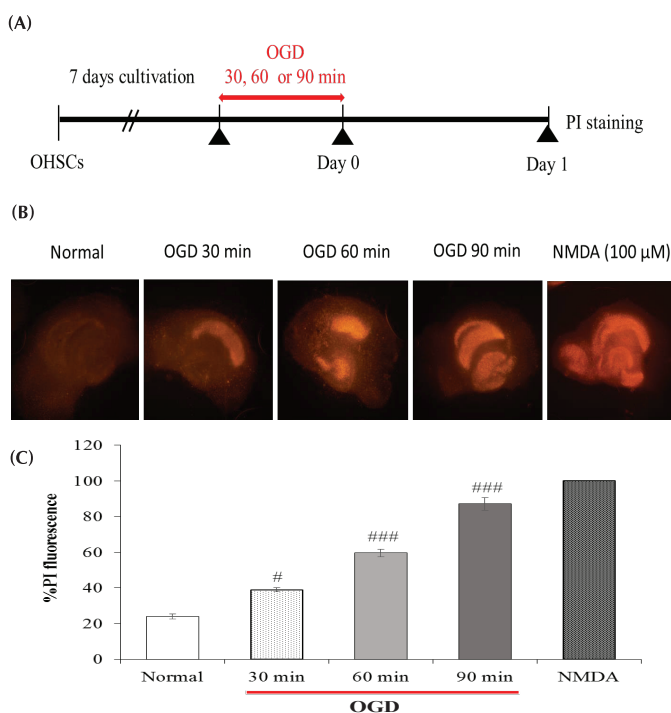 (A)
OGD
7 days cultivation 30, 60 or 90 min
PI staining
OHSCs Day 0 Day 1
(B)
Normal OGD 30 min OGD 60 min OGD 90 min NMDA (100 µM)
(C)
%PI fluorescence
120
100
80
60
40
20
0
# ### ###
Normal 30 min 60 min 90 min NMDA
OGD